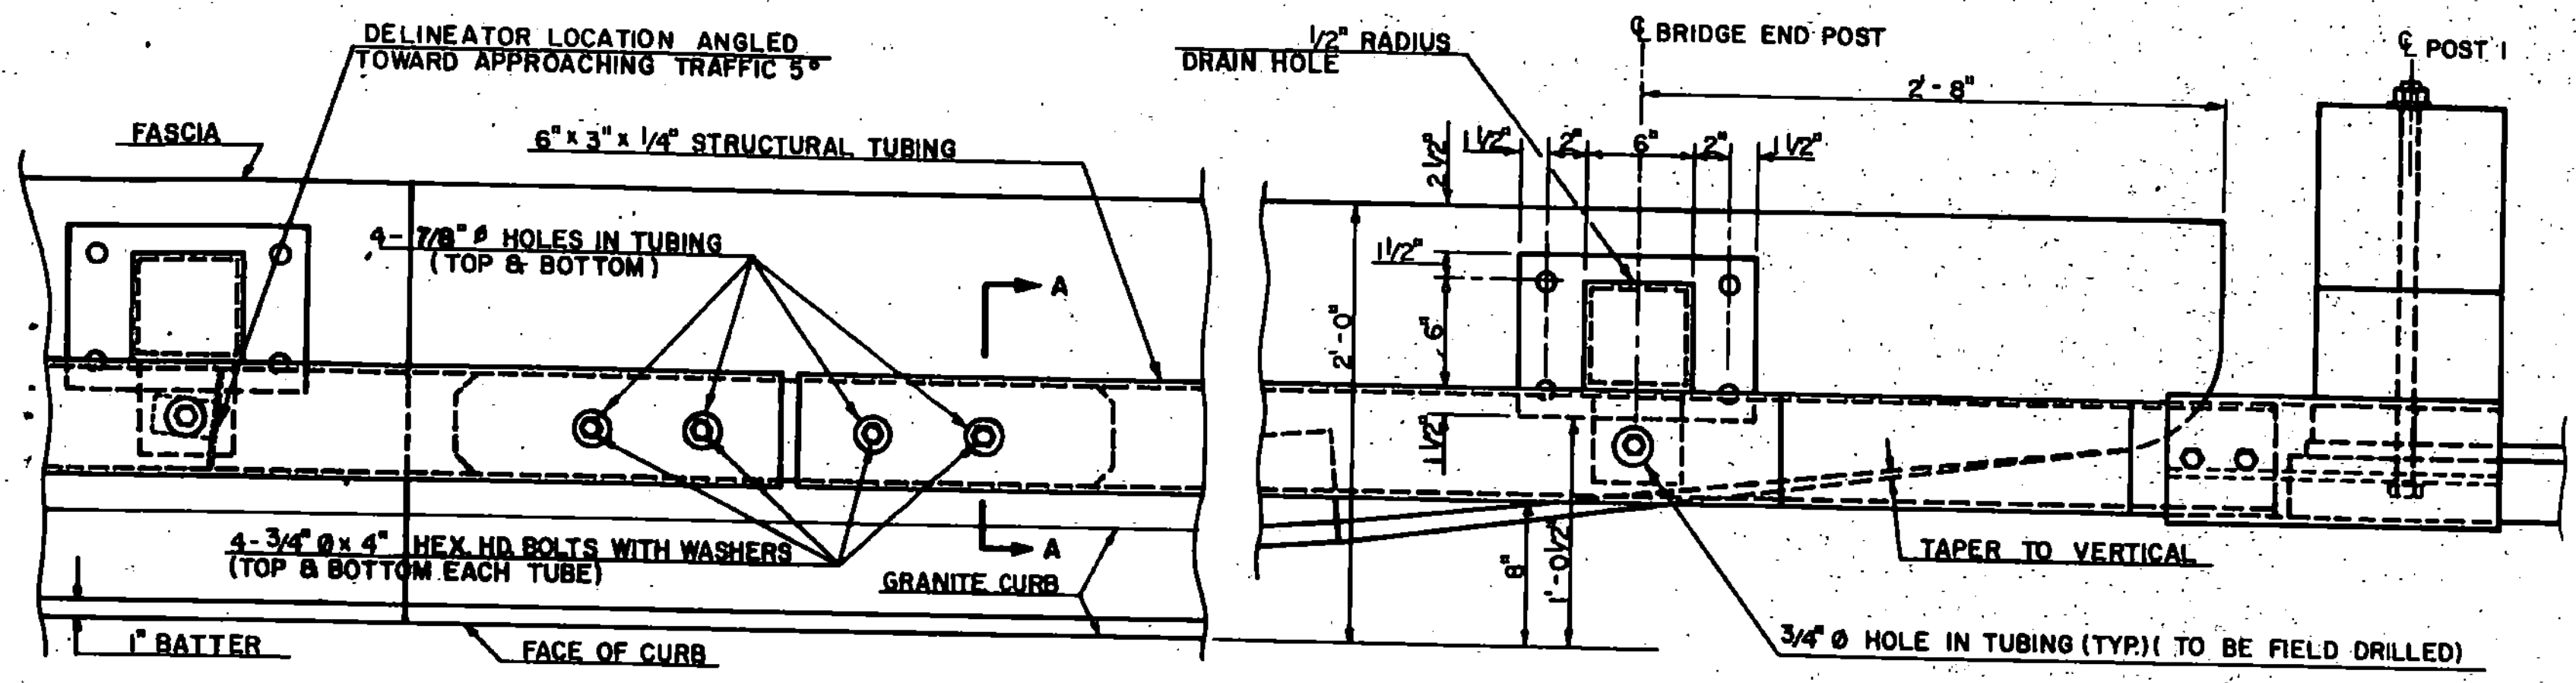 DELINEATOR LOCATION ANGLED
TOWARD APPROACHING TRAFFIC 5°
FASCIA
6" x 3" x 1/4" STRUCTURAL TUBING
4- 7/8" Ø HOLES IN TUBING
(TOP & BOTTOM)
A
A
4-3/4" Ø x 4" HEX. HD. BOLTS WITH WASHERS
(TOP & BOTTOM EACH TUBE)
GRANITE CURB
1" BATTER
FACE OF CURB
1/2" RADIUS
DRAIN HOLE
℄ BRIDGE END POST
℄ POST 1
2'-8"
2 1/2"
1 1/2"
2"
6"
2"
1 1/2"
1 1/2"
6"
2'-0"
1 1/2"
8"
1'-0 1/2"
TAPER TO VERTICAL
3/4" Ø HOLE IN TUBING (TYP.) ( TO BE FIELD DRILLED)